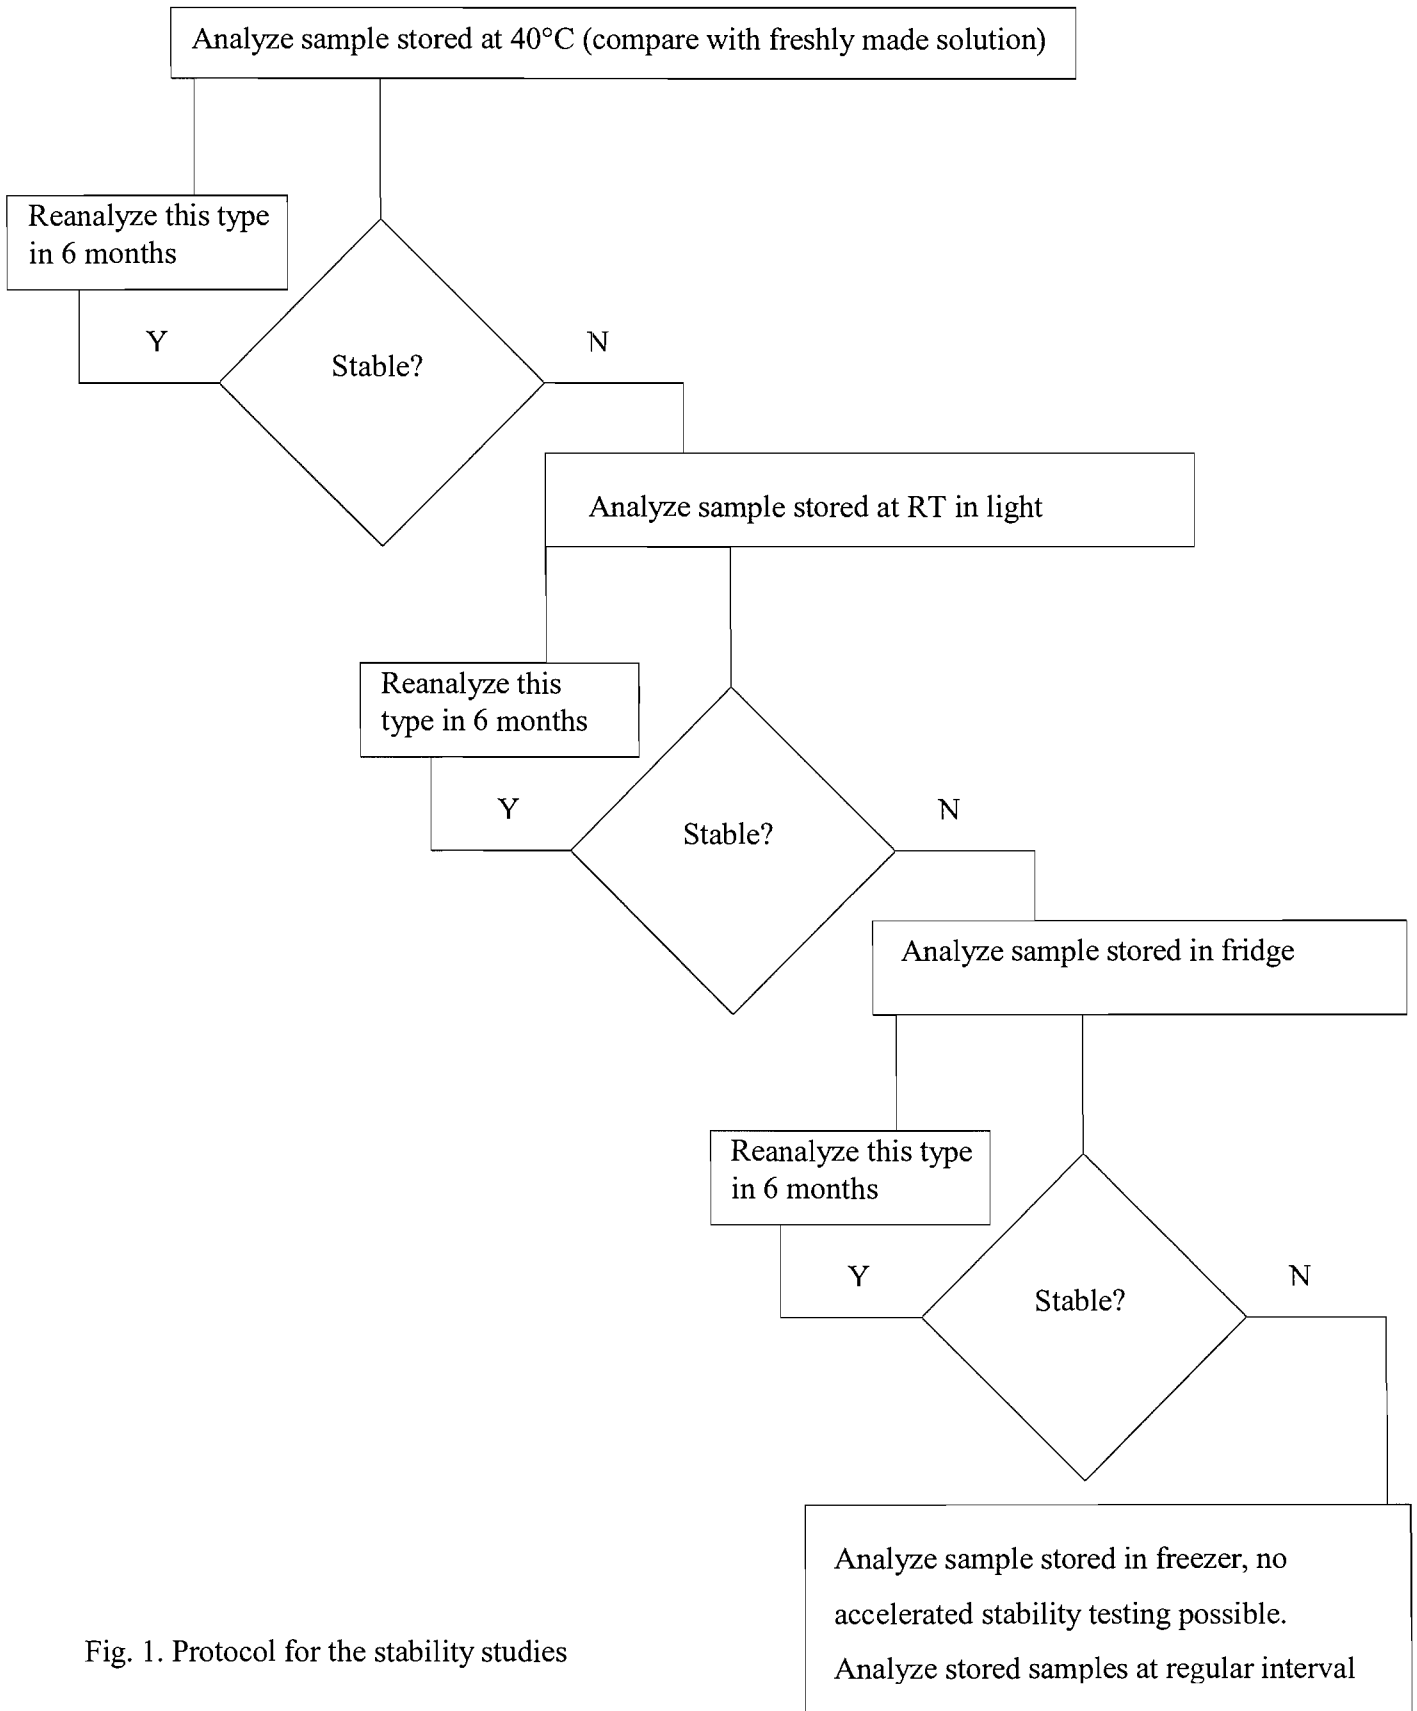 Analyze sample stored at 40°C (compare with freshly made solution)
Reanalyze this type
in 6 months
Y
Stable?
N
Analyze sample stored at RT in light
Reanalyze this
type in 6 months
Y
Stable?
N
Analyze sample stored in fridge
Reanalyze this type
in 6 months
Y
Stable?
N
Analyze sample stored in freezer, no
accelerated stability testing possible.
Analyze stored samples at regular interval
Fig. 1. Protocol for the stability studies